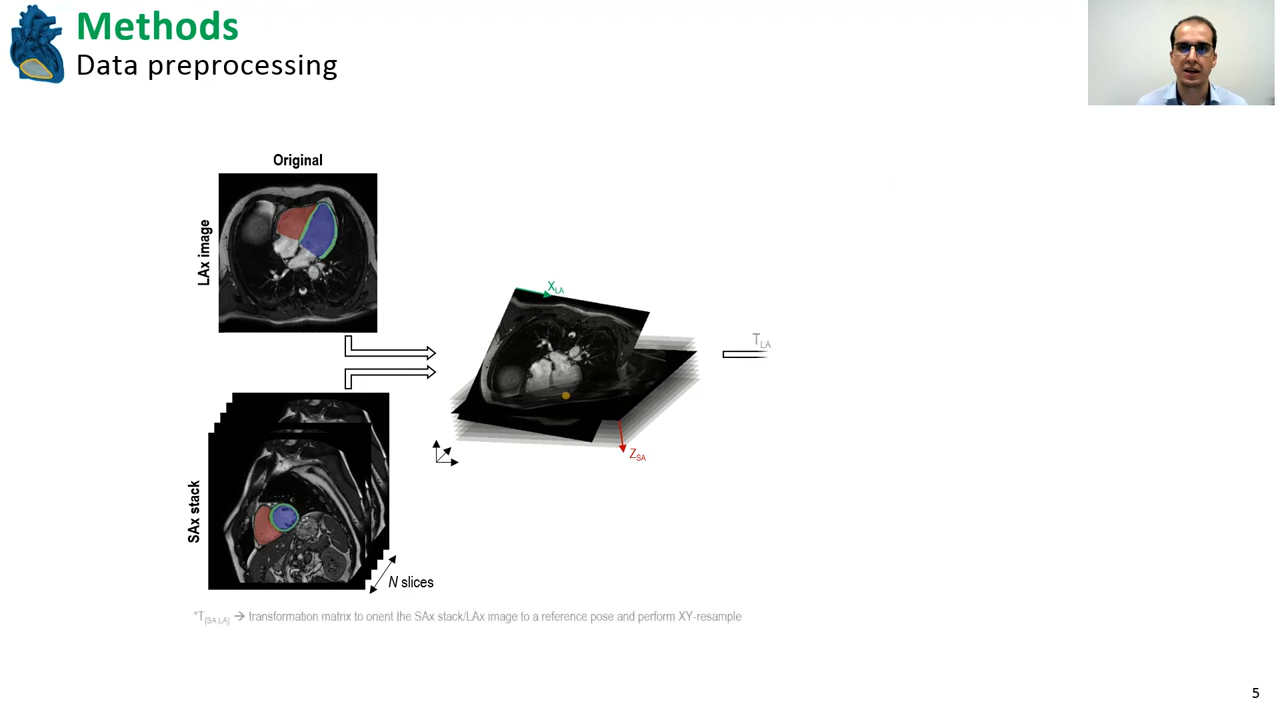 Methods
Data preprocessing
Original
LAx image
X_LA
T_LA
Z_SA
SAx stack
N slices
*T_[SA,LA] → transformation matrix to orient the SAx stack/LAx image to a reference pose and perform XY-resample
5